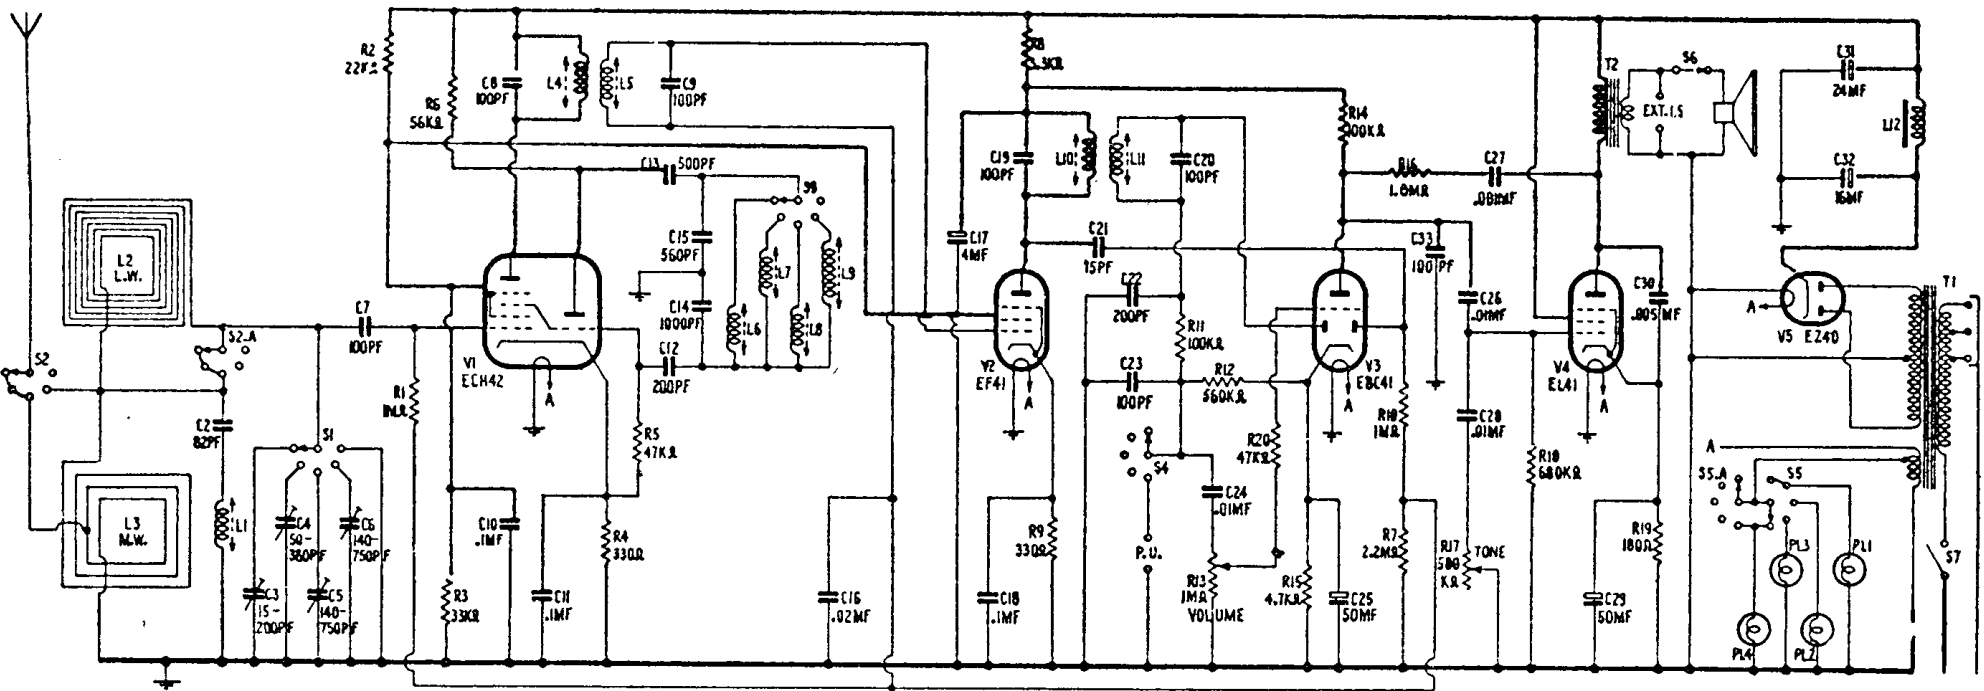 R2
22KΩ
R6
56KΩ
C8
100PF
L4
L5
C9
100PF
R8
C13
500PF
S9
C15
560PF
C14
1000PF
C12
200PF
L7
L9
L6
L8
L2
L.W.
S2-A
S2
C7
100PF
R1
1MΩ
C2
82PF
L3
M.W.
L1
S1
C4
50-
380PF
C6
140-
750PF
C3
15-
200PF
C5
140-
750PF
V1
ECH42
A
R5
47KΩ
C10
.1MF
R3
33KΩ
C11
.1MF
R4
330Ω
C16
.02MF
C17
4MF
C19
100PF
L10
L11
C20
100PF
C21
15PF
C22
200PF
C23
100PF
R11
100KΩ
R12
560KΩ
V2
EF41
A
R9
330Ω
C18
.1MF
S4
P.U.
C24
.01MF
R13
1MΩ
VOLUME
R20
47KΩ
R15
4.7KΩ
C25
50MF
R14
100KΩ
R16
1.0MΩ
C27
.001MF
C33
100PF
V3
EBC41
A
R10
1MΩ
R7
2.2MΩ
R17
KΩ
TONE
C26
.01MF
C28
.01MF
R18
680KΩ
V4
EL41
A
C30
.005MF
R19
180Ω
C29
50MF
T2
S6
EXT.LS
C31
24MF
C32
16MF
L12
A
V5 EZ40
T1
A
S5-A
S5
PL3
PL1
PL4
PL2
S7